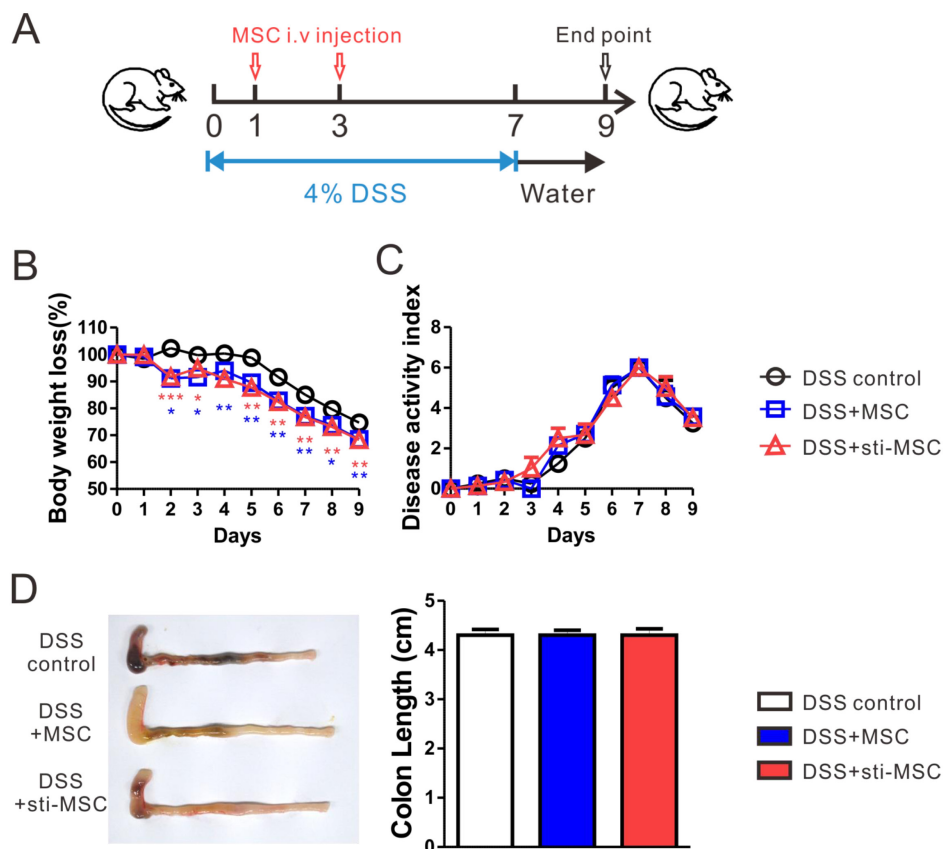 A
MSC i.v injection
End point
0 1 3 7 9
4% DSS
Water
B
Body weight loss(%)
110
100
90
80
70
60
50
*** * ** ** ** ** **
* * ** ** ** ** * **
0 1 2 3 4 5 6 7 8 9
Days
C
Disease activity index
8
6
4
2
0
0 1 2 3 4 5 6 7 8 9
Days
DSS control
DSS+MSC
DSS+sti-MSC
D
DSS
control
DSS
+MSC
DSS
+sti-MSC
Colon Length (cm)
5
4
3
2
1
0
DSS control
DSS+MSC
DSS+sti-MSC